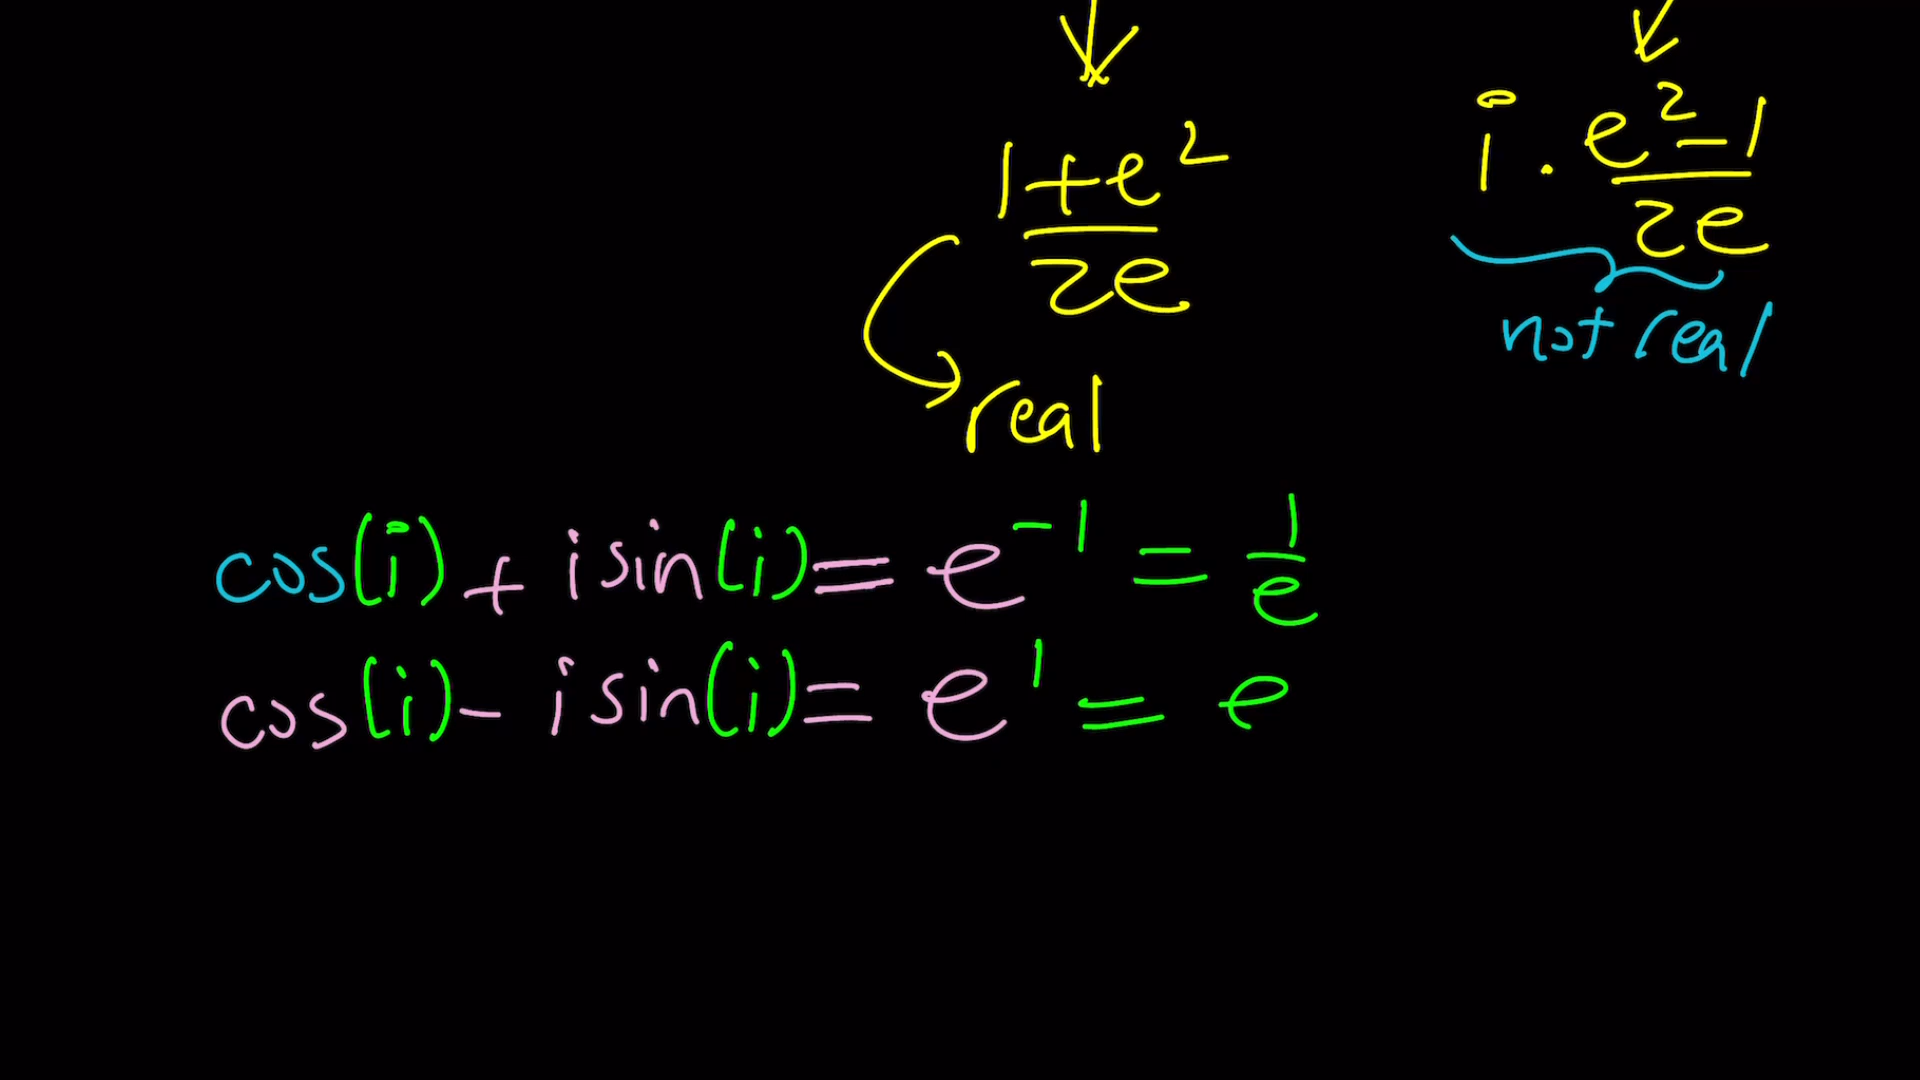 (1+e²)/2e
i · (e²-1)/2e
not real
real
cos(i) + i sin(i) = e⁻¹ = 1/e
cos(i) - i sin(i) = e¹ = e